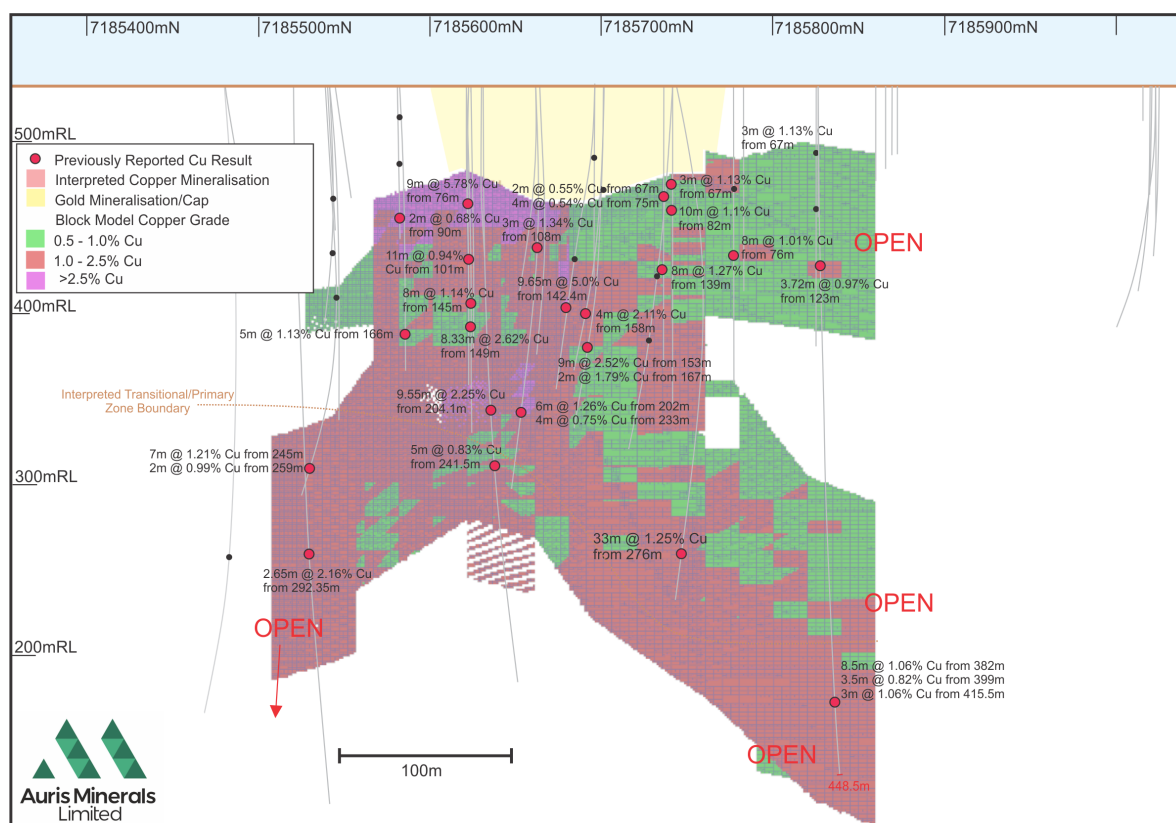 7185400mN
7185500mN
7185600mN
7185700mN
7185800mN
7185900mN
500mRL
400mRL
300mRL
200mRL
Previously Reported Cu Result
Interpreted Copper Mineralisation
Gold Mineralisation/Cap
Block Model Copper Grade
0.5 - 1.0% Cu
1.0 - 2.5% Cu
>2.5% Cu
3m @ 1.13% Cu
from 67m
9m @ 5.78% Cu
from 76m
2m @ 0.55% Cu from 67m
4m @ 0.54% Cu from 75m
3m @ 1.13% Cu
from 67m
2m @ 0.68% Cu
from 90m
3m @ 1.34% Cu
from 108m
10m @ 1.1% Cu
from 82m
8m @ 1.01% Cu
from 76m
OPEN
11m @ 0.94%
Cu from 101m
8m @ 1.27% Cu
from 139m
3.72m @ 0.97% Cu
from 123m
9.65m @ 5.0% Cu
from 142.4m
8m @ 1.14% Cu
from 145m
4m @ 2.11% Cu
from 158m
5m @ 1.13% Cu from 166m
8.33m @ 2.62% Cu
from 149m
9m @ 2.52% Cu from 153m
2m @ 1.79% Cu from 167m
Interpreted Transitional/Primary
Zone Boundary
9.55m @ 2.25% Cu
from 204.1m
6m @ 1.26% Cu from 202m
4m @ 0.75% Cu from 233m
7m @ 1.21% Cu from 245m
2m @ 0.99% Cu from 259m
5m @ 0.83% Cu
from 241.5m
33m @ 1.25% Cu
from 276m
2.65m @ 2.16% Cu
from 292.35m
OPEN
OPEN
8.5m @ 1.06% Cu from 382m
3.5m @ 0.82% Cu from 399m
3m @ 1.06% Cu from 415.5m
OPEN
448.5m
100m
Auris Minerals
Limited